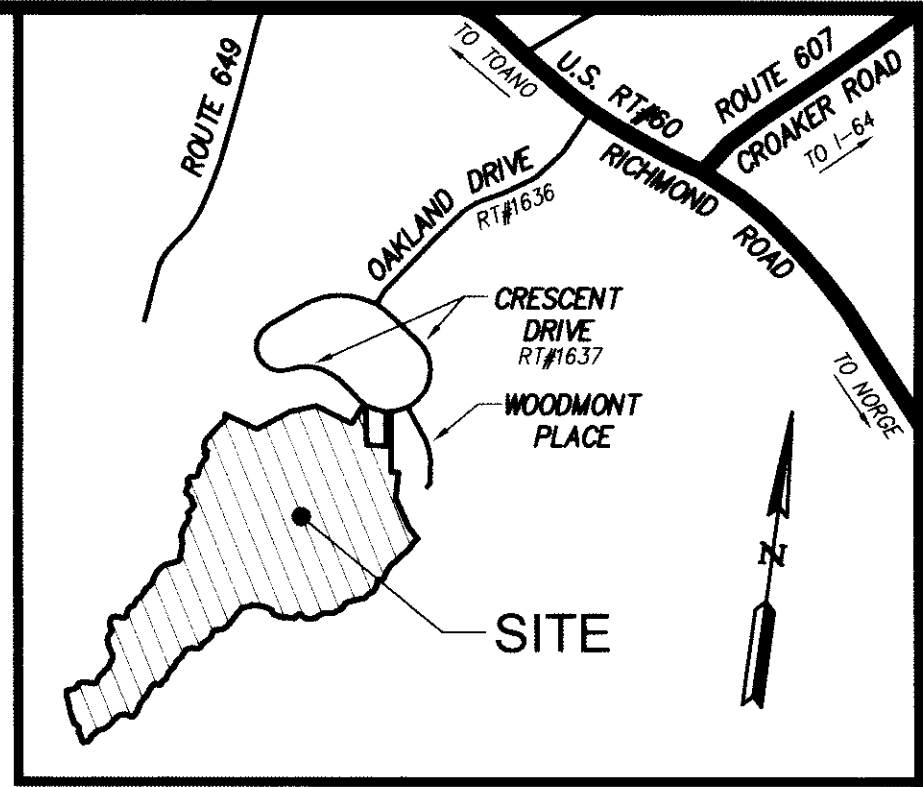 ROUTE 649
TO TOANO
U.S. RT#60
RICHMOND ROAD
ROUTE 607
CROAKER ROAD
TO I-64
OAKLAND DRIVE
RT#1636
CRESCENT
DRIVE
RT#1637
WOODMONT
PLACE
TO NORGE
N
SITE